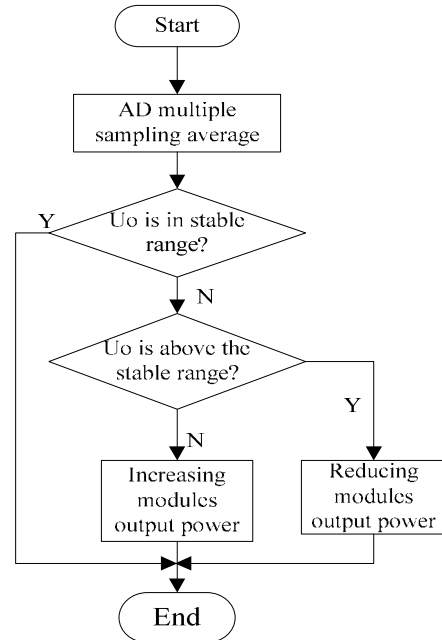 Start
AD multiple
sampling average
Y
Uo is in stable
range?
N
Uo is above the
stable range?
Y
N
Increasing
modules
output power
Reducing
modules
output power
End